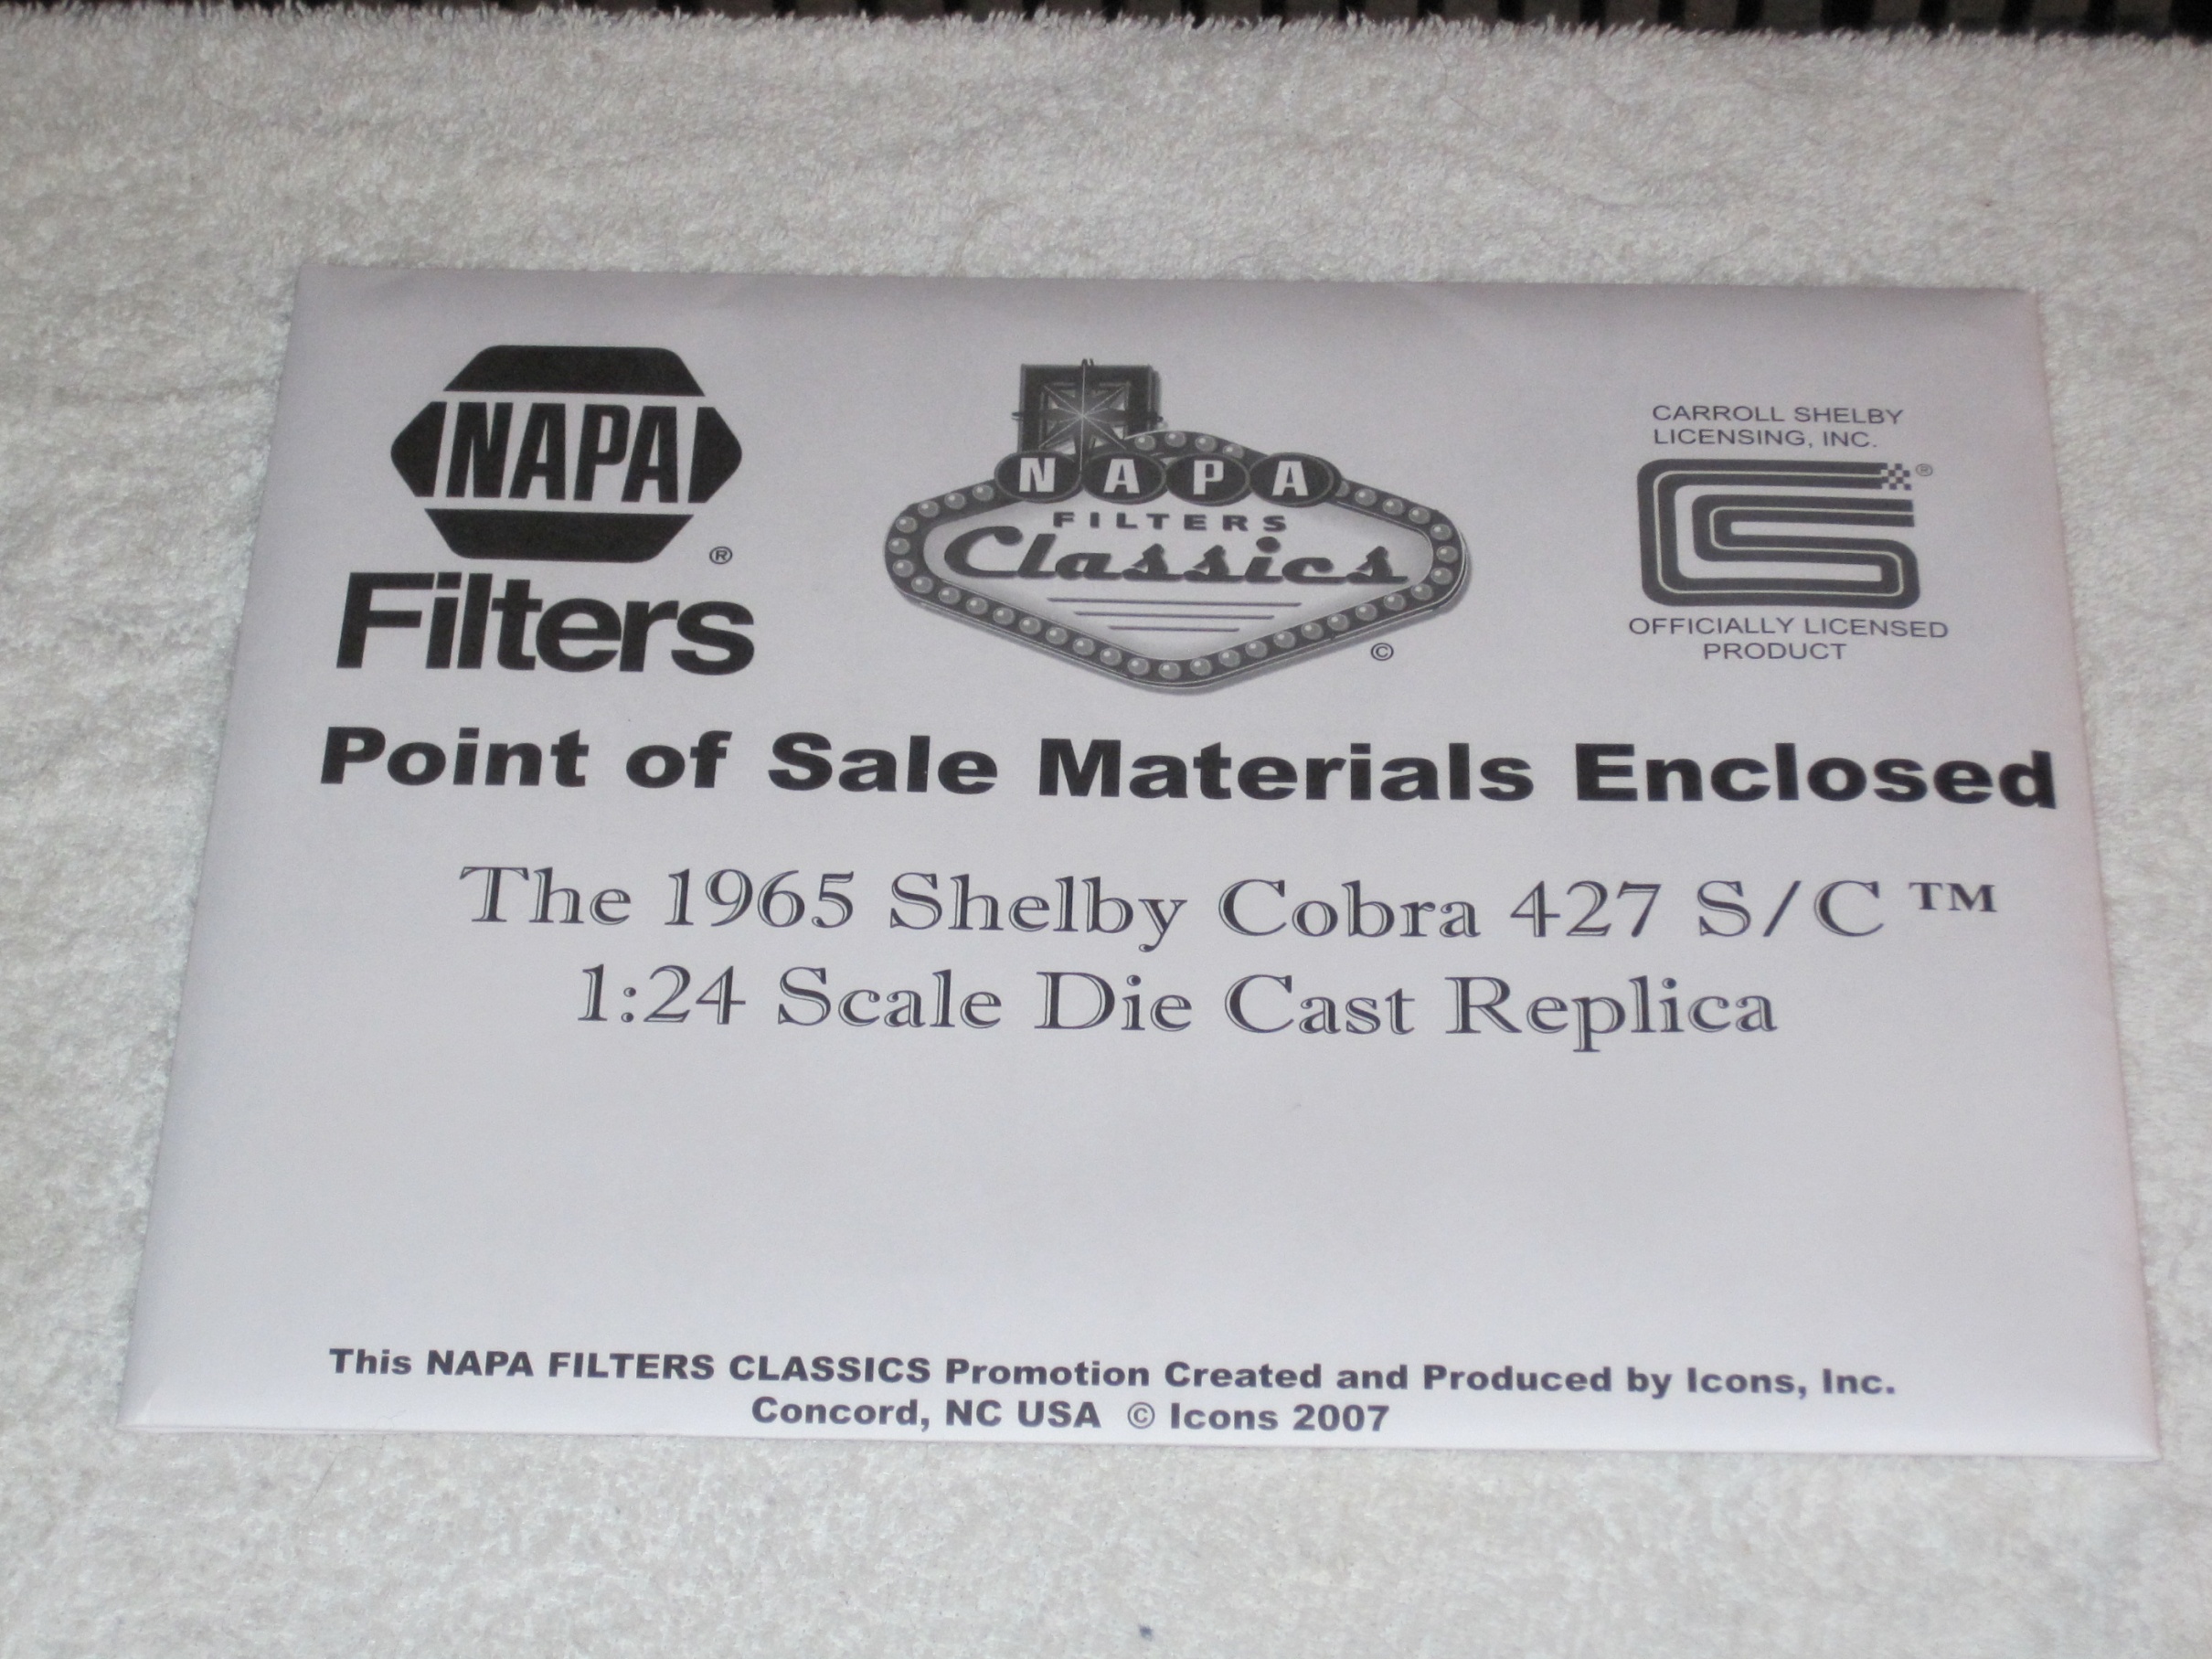 NAPA
®
Filters
NAPA
FILTERS
Classics
©
CARROLL SHELBY
LICENSING, INC.
®
OFFICIALLY LICENSED
PRODUCT
Point of Sale Materials Enclosed
The 1965 Shelby Cobra 427 S/C ™
1:24 Scale Die Cast Replica
This NAPA FILTERS CLASSICS Promotion Created and Produced by Icons, Inc.
Concord, NC USA © Icons 2007